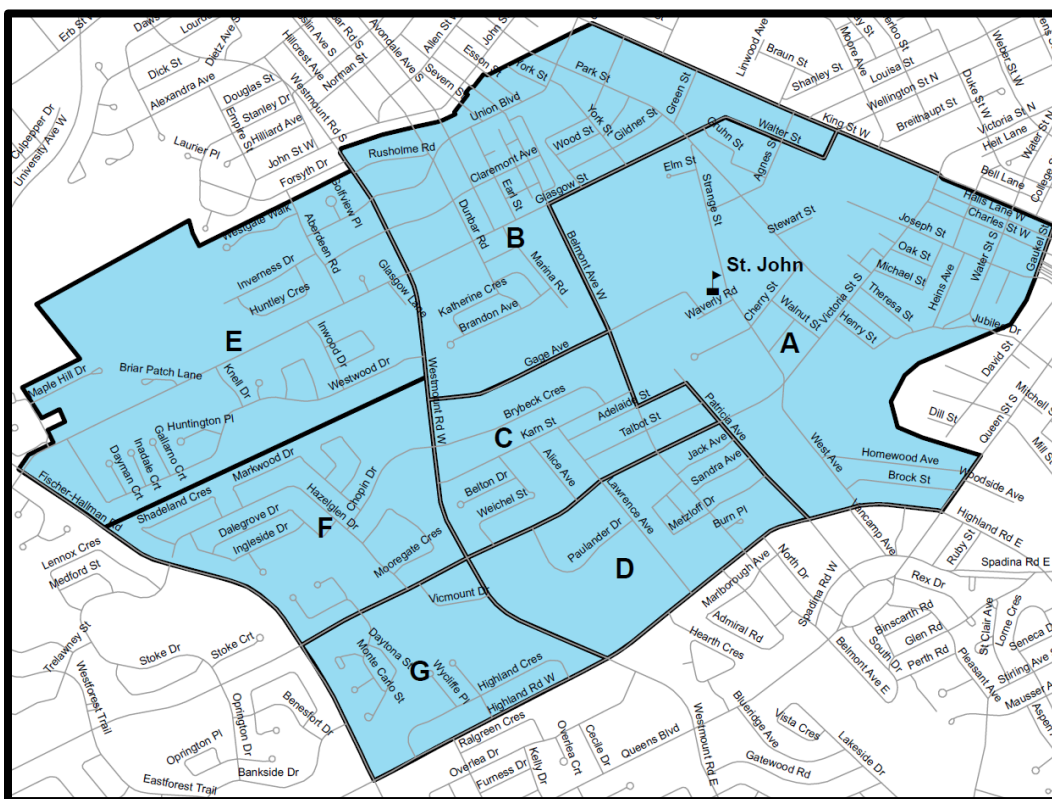 Erb St W
Dietz Ave S
Dick St
Alexandra Ave
Hillcrest Ave
Norman St
Avondale Ave S
Allen St W
John St W
Severn St
Esson St
York St
Park St
Green St
Linwood Ave
Braun St
Shanley St
Moore Ave
Louisa St
Wellington St N
Breithaupt St
Duke St W
Weber St W
Victoria St N
Heit Lane
Water St N
Bell Lane
King St W
Culpepper Dr
University Ave W
Douglas St
Stanley Dr
Empire St
Hilliard Ave
Laurier Pl
John St W
Forsyth Dr
Westmount Rd S
Union Blvd
Rusholme Rd
York St
Wood St
Gildner St
Gruhn St
Walter St
Agnes St
Claremont Ave
Earl St
Glasgow St
Elm St
Strange St
Stewart St
Halls Lane W
Charles St W
Joseph St
Oak St
Michael St
Water St S
Gaukel St
Heins Ave
Theresa St
Westgate Walk
Golfview Pl
Aberdeen Rd
Inverness Dr
Huntley Cres
Glasgow Lane
Dunbar Rd
B
Marina Rd
Belmont Ave W
Katherine Cres
Brandon Ave
St. John
Waverly Rd
Cherry St
Walnut St
Victoria St S
Henry St
Jubilee Dr
David St
A
E
Inwood Dr
Westwood Dr
Gage Ave
Maple Hill Dr
Briar Patch Lane
Knell Dr
Huntington Pl
Westmount Rd W
Brybeck Cres
Adelaide St
Karn St
Talbot St
C
Patricia Ave
Dill St
Queen St S
Mitchell St
Mill St
Dayman Crt
Inadale Crt
Gallarno Crt
Markwood Dr
Chopin Dr
Hazelglen Dr
Belton Dr
Weichel St
Alice Ave
Jack Ave
Sandra Ave
Lawrence Ave
Metzloff Dr
Burn Pl
West Ave
Homewood Ave
Brock St
Woodside Ave
Fischer-Hallman Rd
Shadeland Cres
Dalegrove Dr
Ingleside Dr
F
Mooregate Cres
Paulander Dr
D
Vancamp Ave
Highland Rd E
Ruby St
Spadina Rd E
Lennox Cres
Medford St
Vicmount Dr
Marlborough Ave
North Dr
Spadina Rd W
Admiral Rd
Hearth Cres
Rex Dr
Binscarth Rd
Glen Rd
South Dr
Perth Rd
Belmont Ave E
St Clair Ave
Lorne Cres
Seneca Dr
Stirling Ave S
Pleasant Ave
Mausser Ave
Trelawney St
Stoke Dr
Stoke Crt
Westforest Trail
Daytona St
Monte Carlo St
G
Wycliffe Pl
Highland Cres
Highland Rd W
Oprington Dr
Oprington Pl
Benesfort Dr
Bankside Dr
Eastforest Trail
Ralgreen Cres
Overlea Dr
Furness Dr
Kelly Dr
Overlea Crt
Cecile Dr
Queens Blvd
Westmount Rd E
Blueridge Ave
Vista Cres
Gatewood Rd
Lakeside Dr